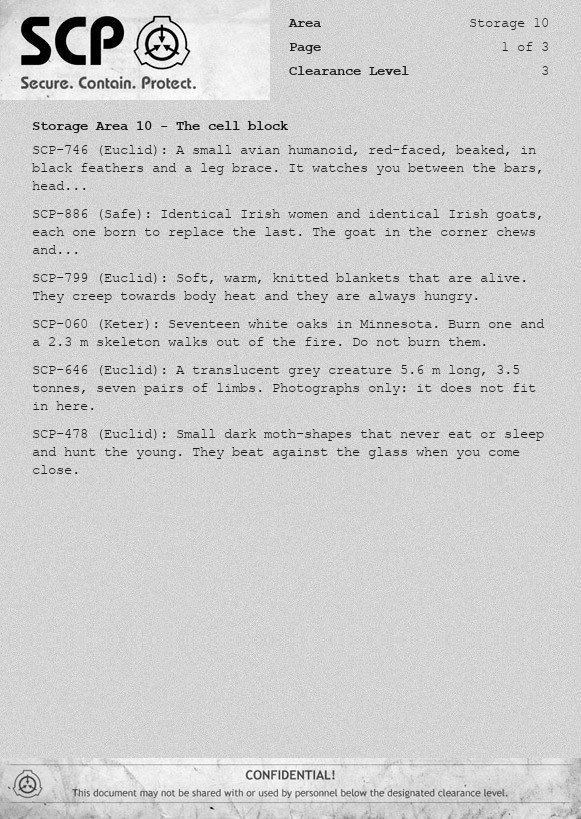 SCP
Secure. Contain. Protect.
Area Storage 10
Page 1 of 3
Clearance Level 3
Storage Area 10 - The cell block
SCP-746 (Euclid): A small avian humanoid, red-faced, beaked, in
black feathers and a leg brace. It watches you between the bars,
head...
SCP-886 (Safe): Identical Irish women and identical Irish goats,
each one born to replace the last. The goat in the corner chews
and...
SCP-799 (Euclid): Soft, warm, knitted blankets that are alive.
They creep towards body heat and they are always hungry.
SCP-060 (Keter): Seventeen white oaks in Minnesota. Burn one and
a 2.3 m skeleton walks out of the fire. Do not burn them.
SCP-646 (Euclid): A translucent grey creature 5.6 m long, 3.5
tonnes, seven pairs of limbs. Photographs only: it does not fit
in here.
SCP-478 (Euclid): Small dark moth-shapes that never eat or sleep
and hunt the young. They beat against the glass when you come
close.
CONFIDENTIAL!
This document may not be shared with or used by personnel below the designated clearance level.